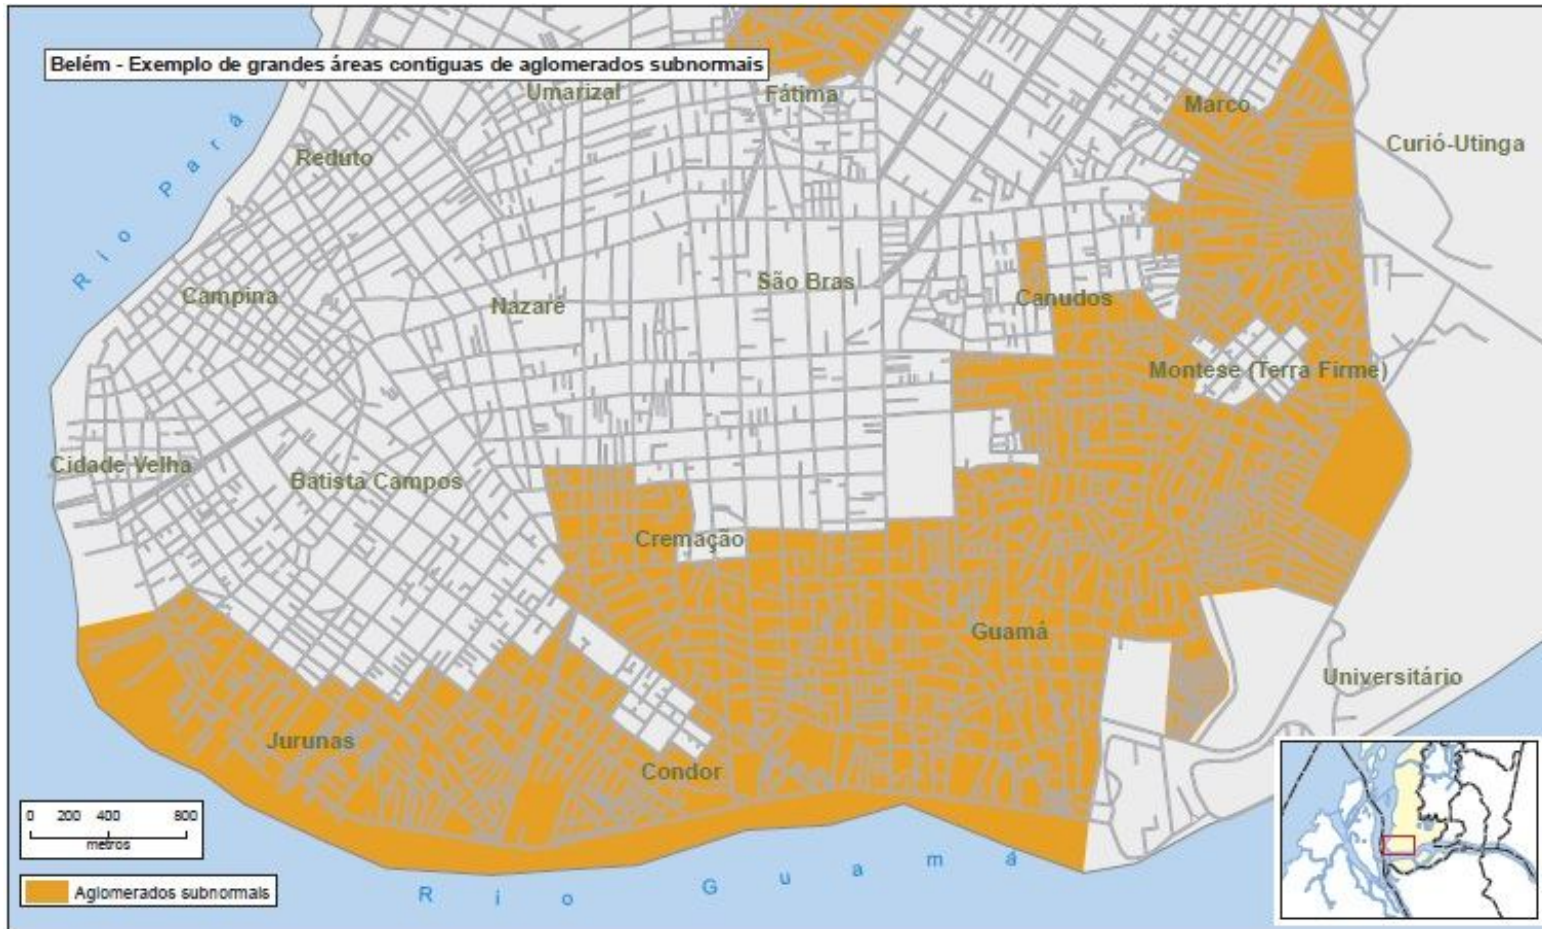 Belém - Exemplo de grandes áreas contiguas de aglomerados subnormais
Umarizal
Fátima
Marco
Curió-Utinga
Reduto
Rio Pará
Campina
Nazaré
São Bras
Canudos
Montese (Terra Firme)
Cidade Velha
Batista Campos
Cremação
Guamá
Universitário
Jurunas
Condor
0 200 400 800
metros
Aglomerados subnormais
Rio Guamá